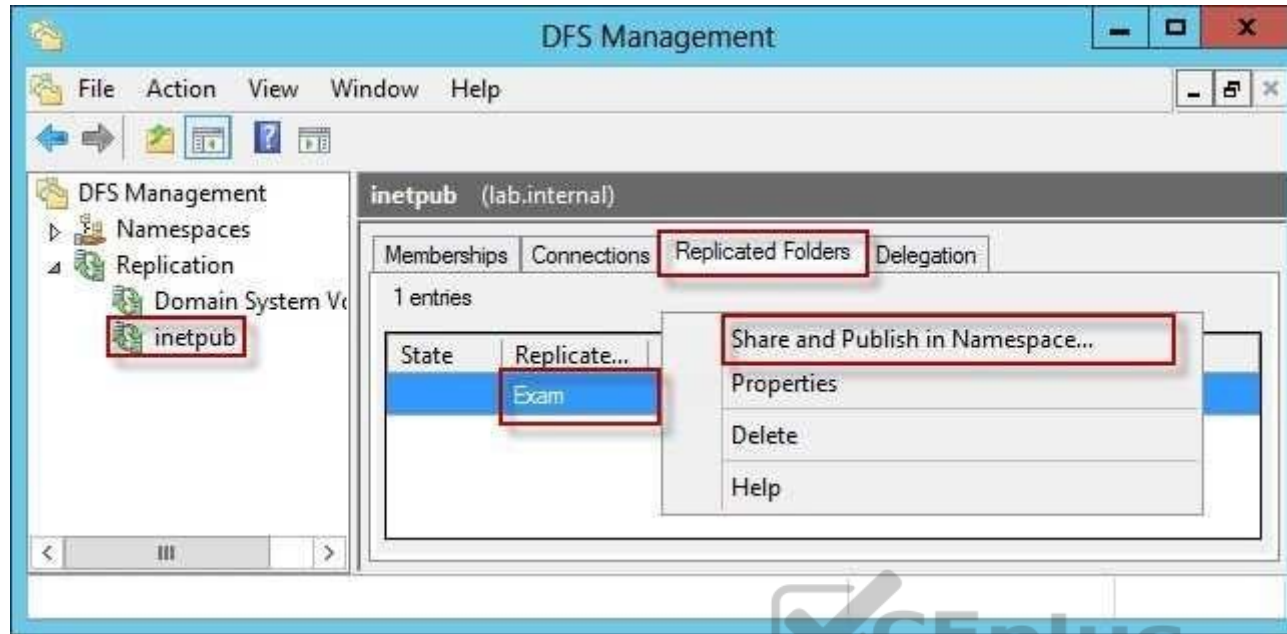 DFS Management
File Action View Window Help
DFS Management
Namespaces
Replication
Domain System Vo
inetpub
inetpub (lab.internal)
Memberships Connections Replicated Folders Delegation
1 entries
State Replicate...
Exam
Share and Publish in Namespace...
Properties
Delete
Help